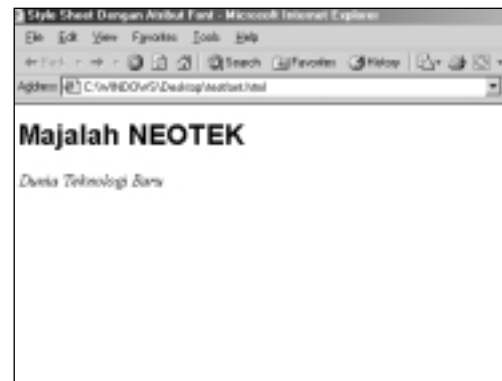 Style Sheet Dengan Atribut Font - Microsoft Internet Explorer
File Edit View Favorites Tools Help
Back Search Favorites History
Address C:\WINDOWS\Desktop\testfont.html
Majalah NEOTEK
Dunia Teknologi Baru